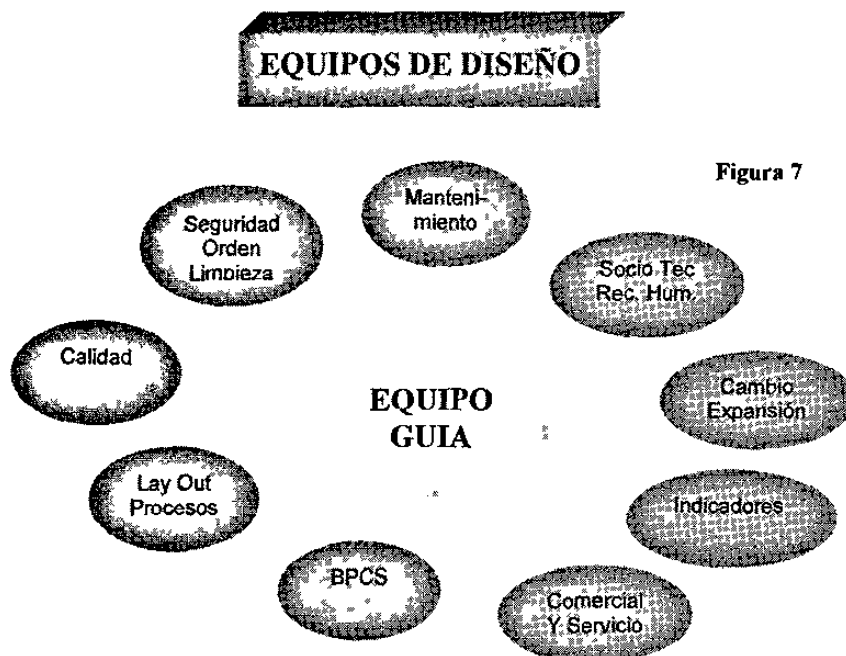 EQUIPOS DE DISEÑO
Figura 7
Manteni-
miento
Seguridad
Orden
Limpieza
Socio Tec
Rec. Hum.
Calidad
Cambio
Expansión
EQUIPO
GUIA
Lay Out
Procesos
Indicadores
BPCS
Comercial
Y Servicio